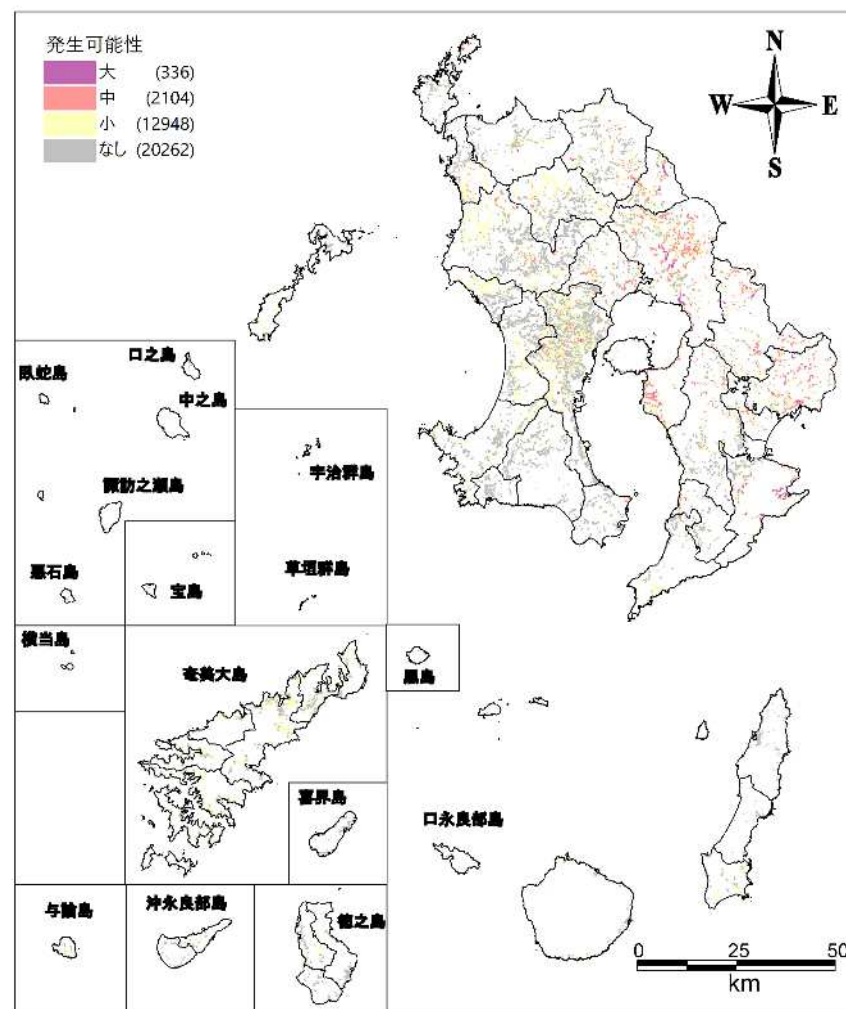 発生可能性
大 (336)
中 (2104)
小 (12948)
なし (20262)
N
W E
S
口之島
臥蛇島
中之島
宇治群島
諏訪之瀬島
草垣群島
悪石島
宝島
横当島
奄美大島
黒島
喜界島
口永良部島
与論島
沖永良部島
徳之島
0 25 50
km